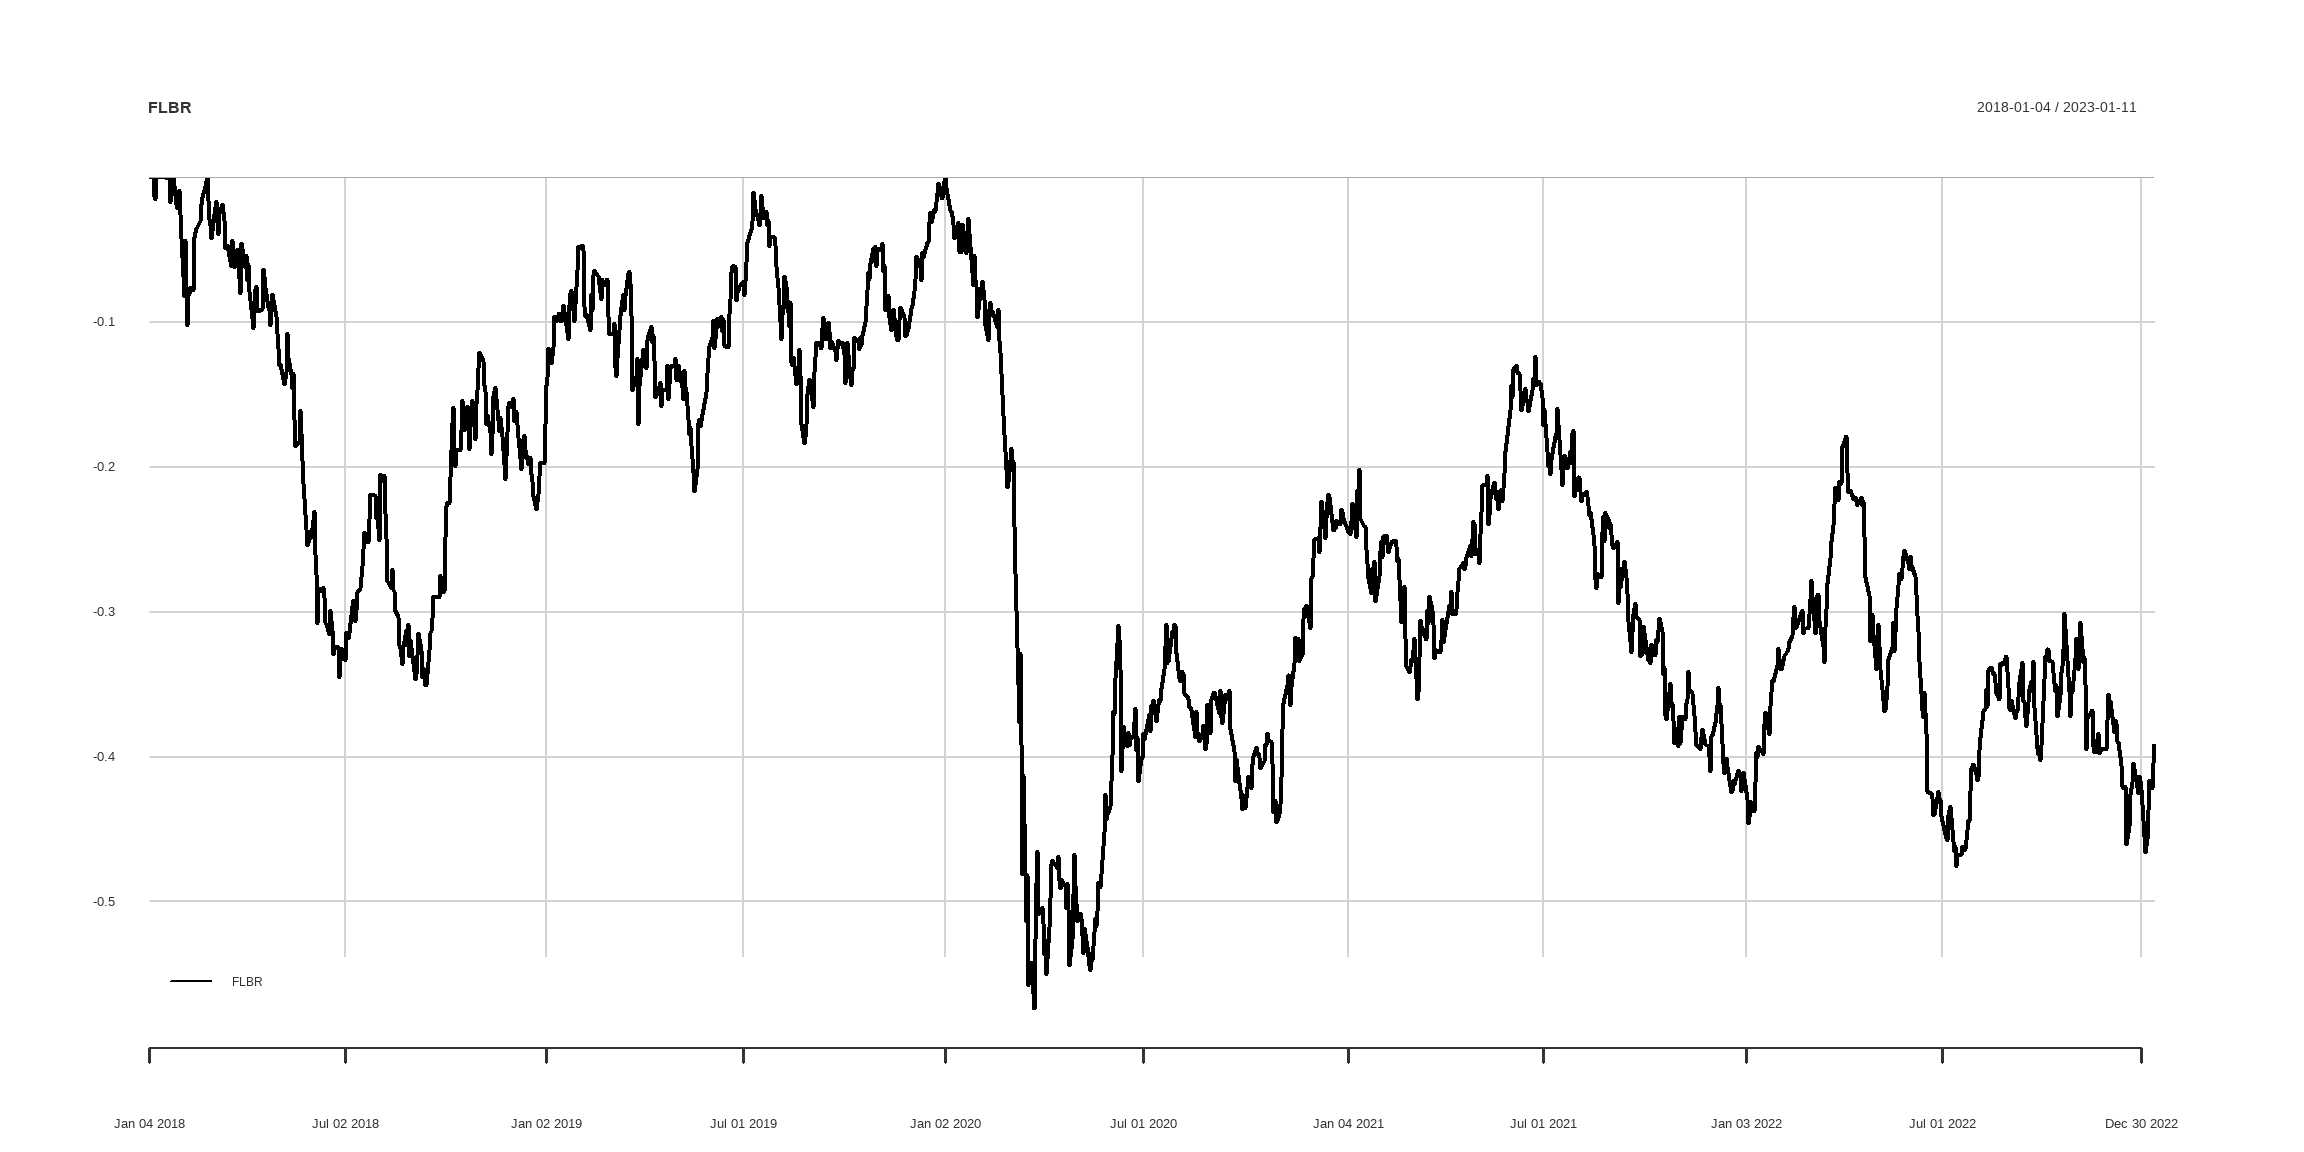 FLBR
2018-01-04 / 2023-01-11
-0.1
-0.2
-0.3
-0.4
-0.5
FLBR
Jan 04 2018
Jul 02 2018
Jan 02 2019
Jul 01 2019
Jan 02 2020
Jul 01 2020
Jan 04 2021
Jul 01 2021
Jan 03 2022
Jul 01 2022
Dec 30 2022